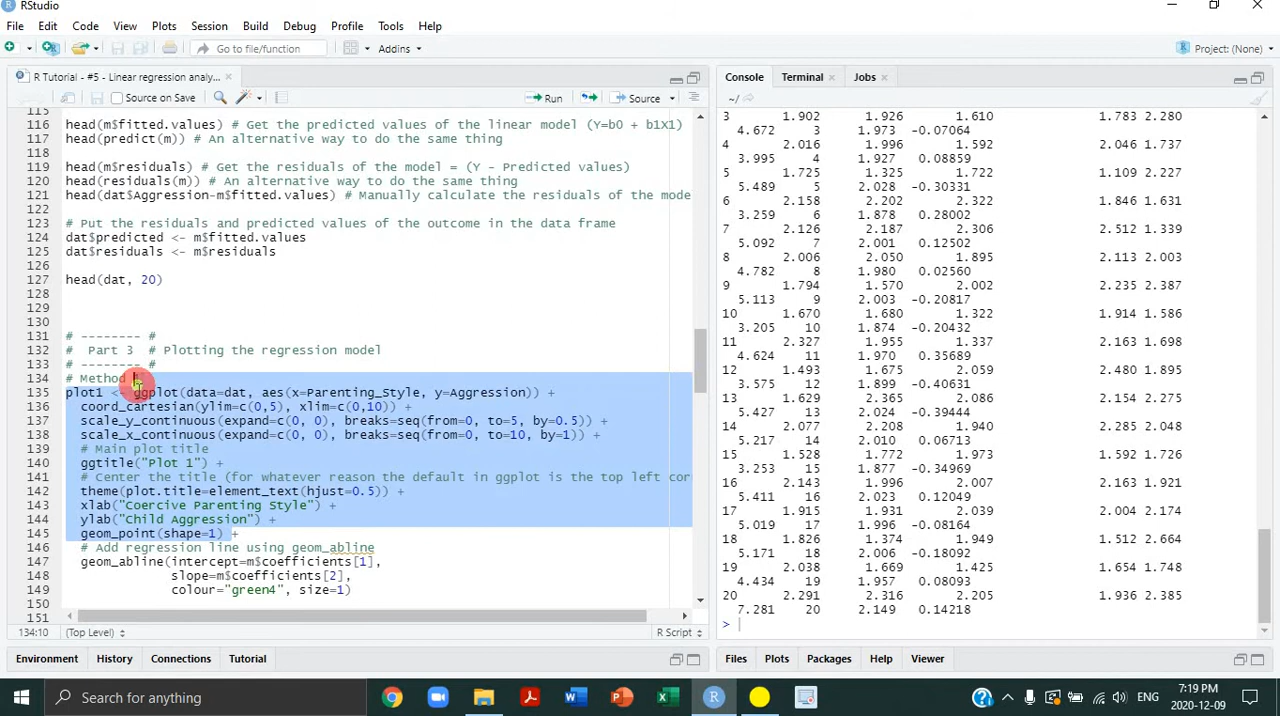 RStudio
File Edit Code View Plots Session Build Debug Profile Tools Help
Go to file/function
Addins
Project: (None)
R Tutorial - #5 - Linear regression analy...
Source on Save
Run
Source
115
116 head(m$fitted.values) # Get the predicted values of the linear model (Y=b0 + b1X1)
117 head(predict(m)) # An alternative way to do the same thing
118
119 head(m$residuals) # Get the residuals of the model = (Y - Predicted values)
120 head(residuals(m)) # An alternative way to do the same thing
121 head(dat$Aggression-m$fitted.values) # Manually calculate the residuals of the mode
122
123 # Put the residuals and predicted values of the outcome in the data frame
124 dat$predicted <- m$fitted.values
125 dat$residuals <- m$residuals
126
127 head(dat, 20)
128
129
130
131 # -------- #
132 #  Part 3  # Plotting the regression model
133 # -------- #
134 # Method
135 plot1 <- ggplot(data=dat, aes(x=Parenting_Style, y=Aggression)) +
136 coord_cartesian(ylim=c(0,5), xlim=c(0,10)) +
137 scale_y_continuous(expand=c(0, 0), breaks=seq(from=0, to=5, by=0.5)) +
138 scale_x_continuous(expand=c(0, 0), breaks=seq(from=0, to=10, by=1)) +
139 # Main plot title
140 ggtitle("Plot 1") +
141 # Center the title (for whatever reason the default in ggplot is the top left cor
142 theme(plot.title=element_text(hjust=0.5)) +
143 xlab("Coercive Parenting Style") +
144 ylab("Child Aggression") +
145 geom_point(shape=1) +
146 # Add regression line using geom_abline
147 geom_abline(intercept=m$coefficients[1],
148 slope=m$coefficients[2],
149 colour="green4", size=1)
150
151
134:10 (Top Level) R Script
Environment History Connections Tutorial
Console Terminal Jobs
~/
3 1.902 1.926 1.610 1.783 2.280
4.672 3 1.973 -0.07064
4 2.016 1.996 1.592 2.046 1.737
3.995 4 1.927 0.08859
5 1.725 1.325 1.722 1.109 2.227
5.489 5 2.028 -0.30331
6 2.158 2.202 2.322 1.846 1.631
3.259 6 1.878 0.28002
7 2.126 2.187 2.306 2.512 1.339
5.092 7 2.001 0.12502
8 2.006 2.050 1.895 2.113 2.003
4.782 8 1.980 0.02560
9 1.794 1.570 2.002 2.235 2.387
5.113 9 2.003 -0.20817
10 1.670 1.680 1.322 1.914 1.586
3.205 10 1.874 -0.20432
11 2.327 1.955 1.337 2.163 1.698
4.624 11 1.970 0.35689
12 1.493 1.675 2.059 1.114 1.603
3.575 12 1.899 -0.40631
13 1.629 2.365 2.086 2.154 2.275
5.427 13 2.024 -0.39444
14 2.077 2.208 1.940 2.285 2.048
5.217 14 2.010 0.06713
15 1.528 1.772 1.973 1.592 1.726
3.253 15 1.877 -0.34969
16 2.143 1.996 2.007 2.163 1.921
5.411 16 2.023 0.12049
17 1.915 1.931 2.039 2.004 2.174
5.019 17 1.996 -0.08164
18 1.826 1.374 1.949 1.512 2.664
5.171 18 2.006 -0.18092
19 2.038 1.669 1.425 1.654 1.748
4.434 19 1.957 0.08093
20 2.291 2.316 2.205 1.936 2.385
7.281 20 2.149 0.14218
>
Files Plots Packages Help Viewer
Search for anything
ENG
7:19 PM
2020-12-09